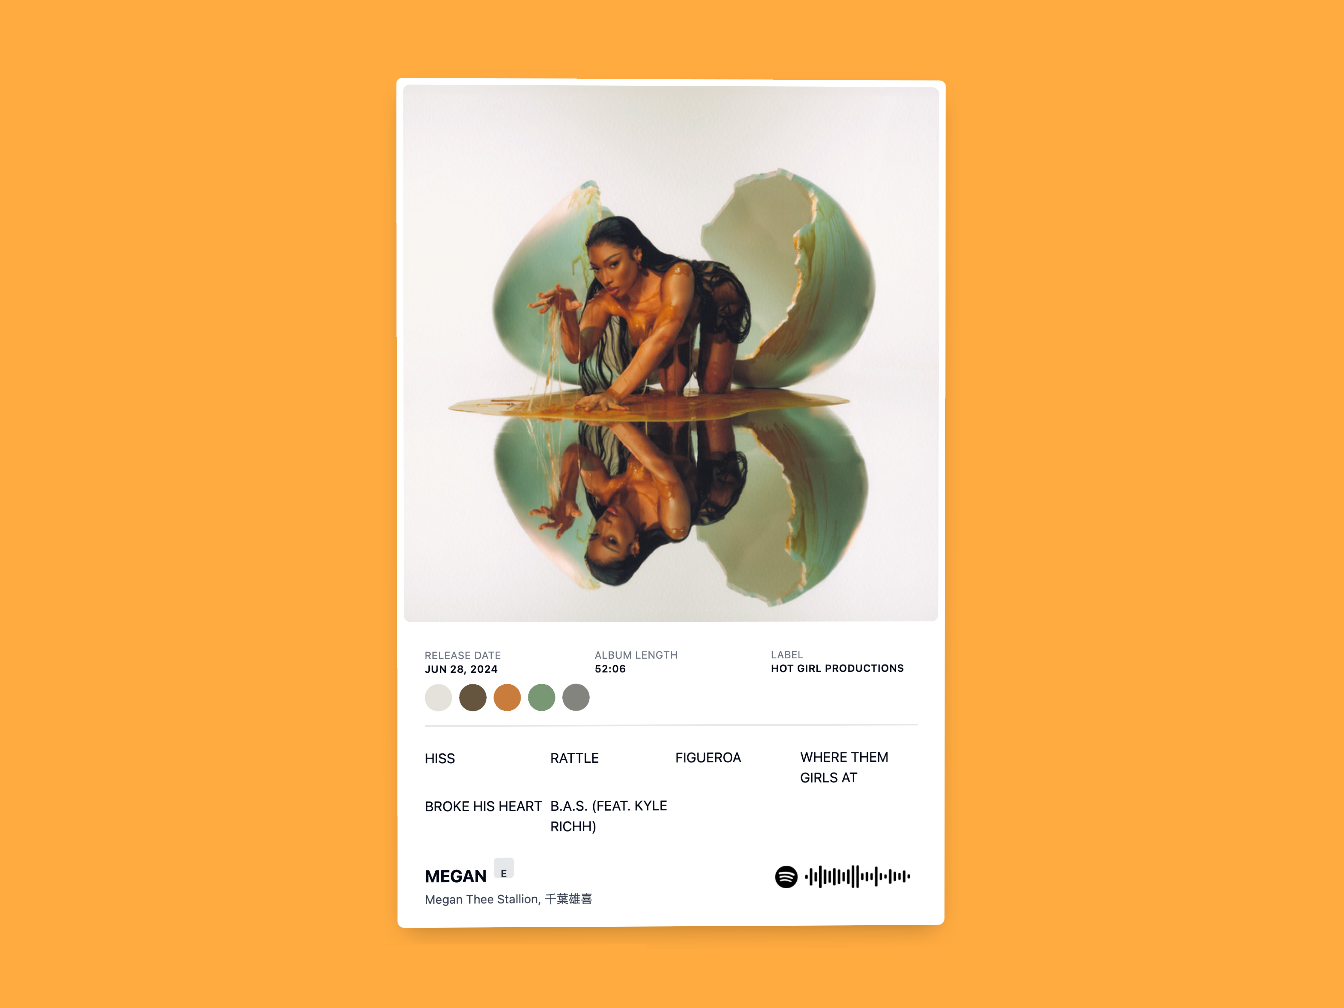 RELEASE DATE
JUN 28, 2024
ALBUM LENGTH
52:06
LABEL
HOT GIRL PRODUCTIONS
HISS
RATTLE
FIGUEROA
WHERE THEM
GIRLS AT
BROKE HIS HEART
B.A.S. (FEAT. KYLE
RICHH)
MEGAN E
Megan Thee Stallion, 千葉雄喜